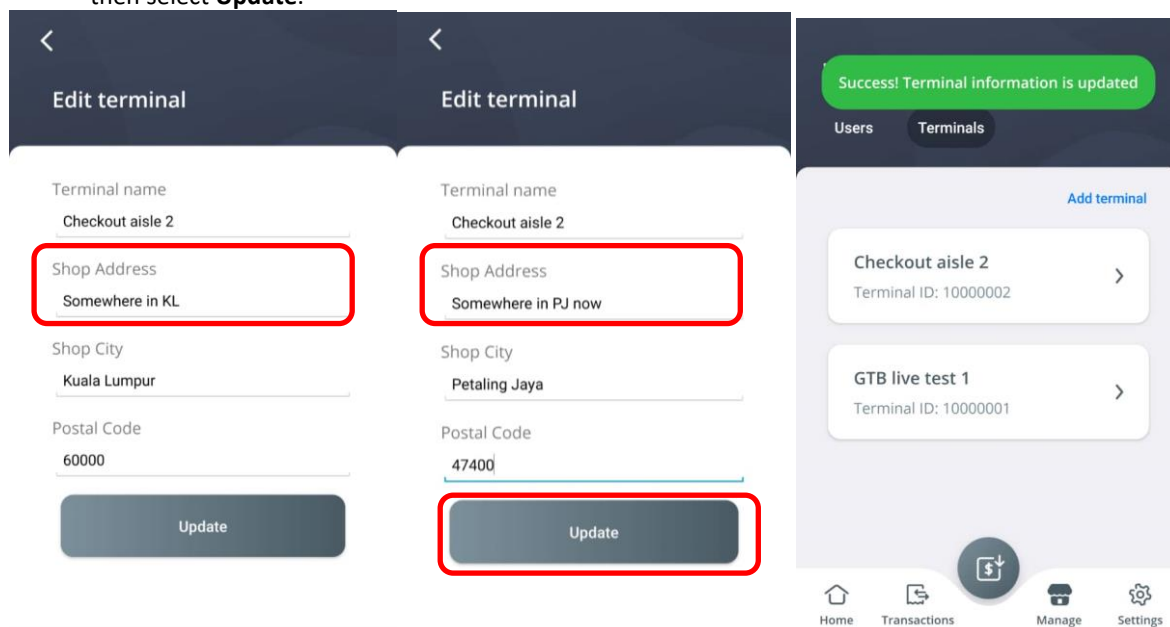 then select Update.
Edit terminal
Terminal name
Checkout aisle 2
Shop Address
Somewhere in KL
Shop City
Kuala Lumpur
Postal Code
60000
Update
Edit terminal
Terminal name
Checkout aisle 2
Shop Address
Somewhere in PJ now
Shop City
Petaling Jaya
Postal Code
47400
Update
Success! Terminal information is updated
Users Terminals
Add terminal
Checkout aisle 2
Terminal ID: 10000002
GTB live test 1
Terminal ID: 10000001
Home Transactions Manage Settings